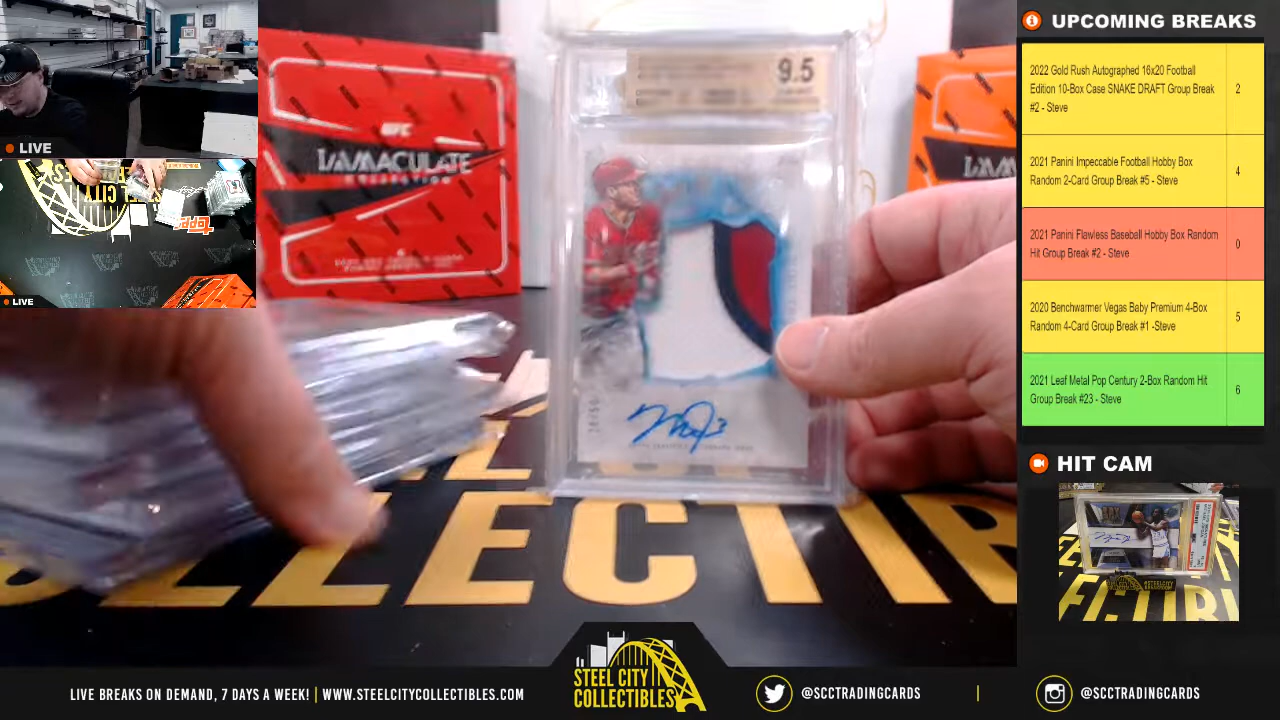 LIVE
LIVE
9.5
UFC
IMMACULATE
COLLECTION
UPCOMING BREAKS
2022 Gold Rush Autographed 16x20 Football
Edition 10-Box Case SNAKE DRAFT Group Break
#2 - Steve
2
2021 Panini Impeccable Football Hobby Box
Random 2-Card Group Break #5 - Steve
4
2021 Panini Flawless Baseball Hobby Box Random
Hit Group Break #2 - Steve
0
2020 Benchwarmer Vegas Baby Premium 4-Box
Random 4-Card Group Break #1 -Steve
5
2021 Leaf Metal Pop Century 2-Box Random Hit
Group Break #23 - Steve
6
HIT CAM
LIVE BREAKS ON DEMAND, 7 DAYS A WEEK! | WWW.STEELCITYCOLLECTIBLES.COM
STEEL CITY
COLLECTIBLES
@SCCTRADINGCARDS
@SCCTRADINGCARDS